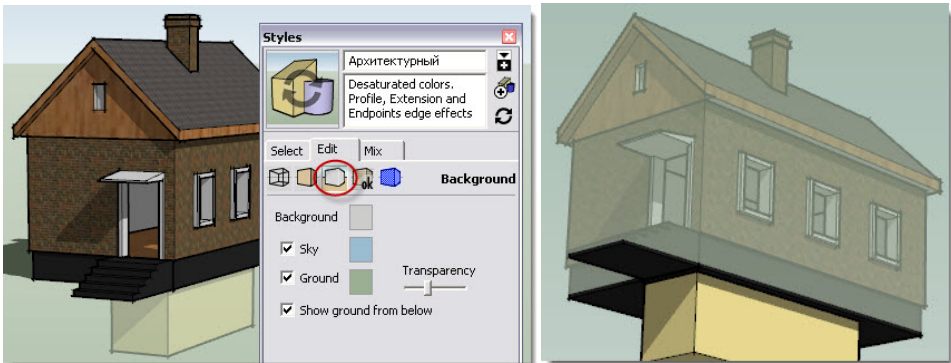 Styles
Архитектурный
Desaturated colors.
Profile, Extension and
Endpoints edge effects
Select Edit Mix
ok
Background
Background
Sky
Ground
Transparency
Show ground from below